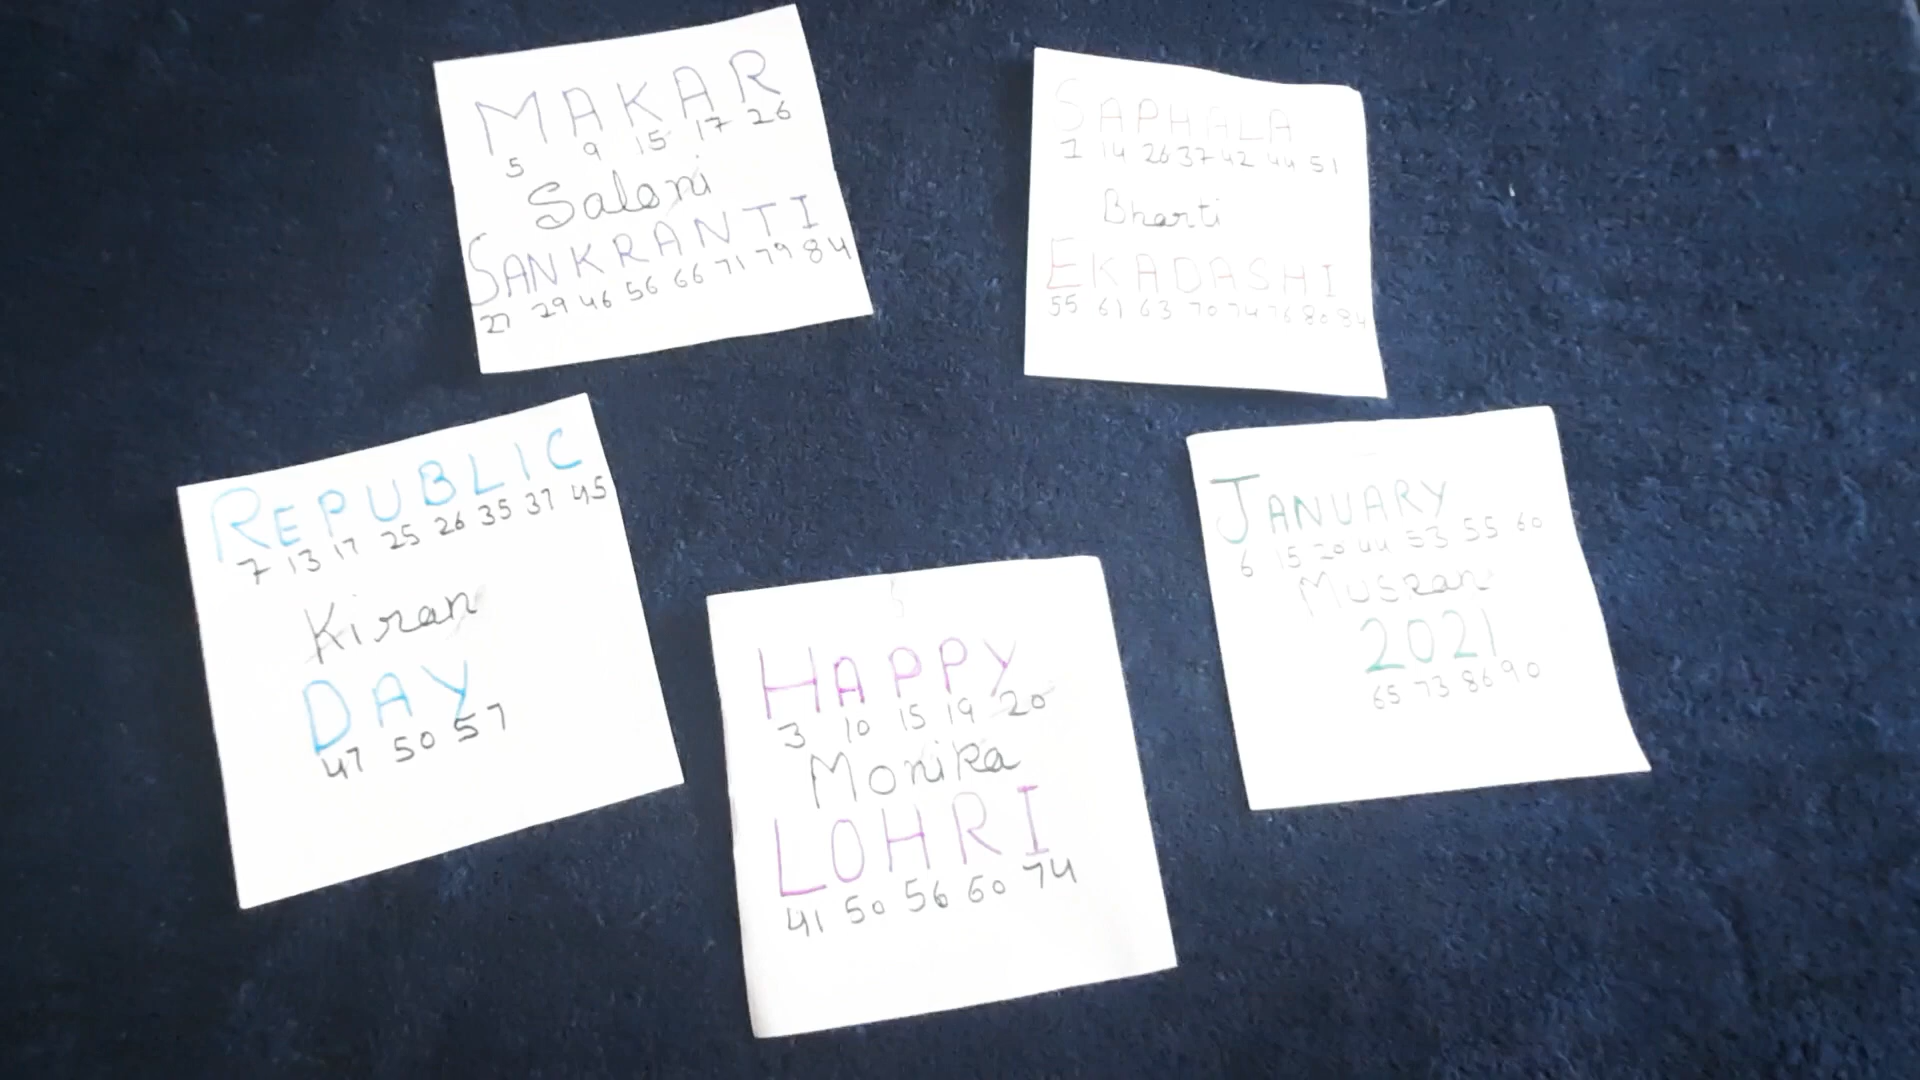 MAKAR
5 9 15 17 26
Saloni
SANKRANTI
27 29 46 56 66 71 79 84
SAPHALA
1 14 26 37 42 44 51
Bharti
EKADASHI
55 61 63 70 74 76 80 84
REPUBLIC
7 13 17 25 26 35 37 45
Kiran
DAY
47 50 57
HAPPY
3 10 15 19 20
Monika
LOHRI
41 50 56 60 74
JANUARY
6 15 20 44 53 55 60
Muskan
2021
65 73 86 90